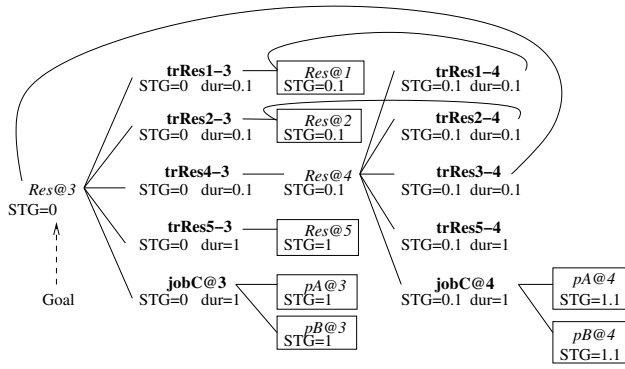 trRes1-3
STG=0 dur=0.1
Res@1
STG=0.1
trRes1-4
STG=0.1 dur=0.1
trRes2-3
STG=0 dur=0.1
Res@2
STG=0.1
trRes2-4
STG=0.1 dur=0.1
Res@3
STG=0
trRes4-3
STG=0 dur=0.1
Res@4
STG=0.1
trRes3-4
STG=0.1 dur=0.1
trRes5-3
STG=0 dur=1
Res@5
STG=1
trRes5-4
STG=0.1 dur=1
Goal
jobC@3
STG=0 dur=1
pA@3
STG=1
pB@3
STG=1
jobC@4
STG=0.1 dur=1
pA@4
STG=1.1
pB@4
STG=1.1